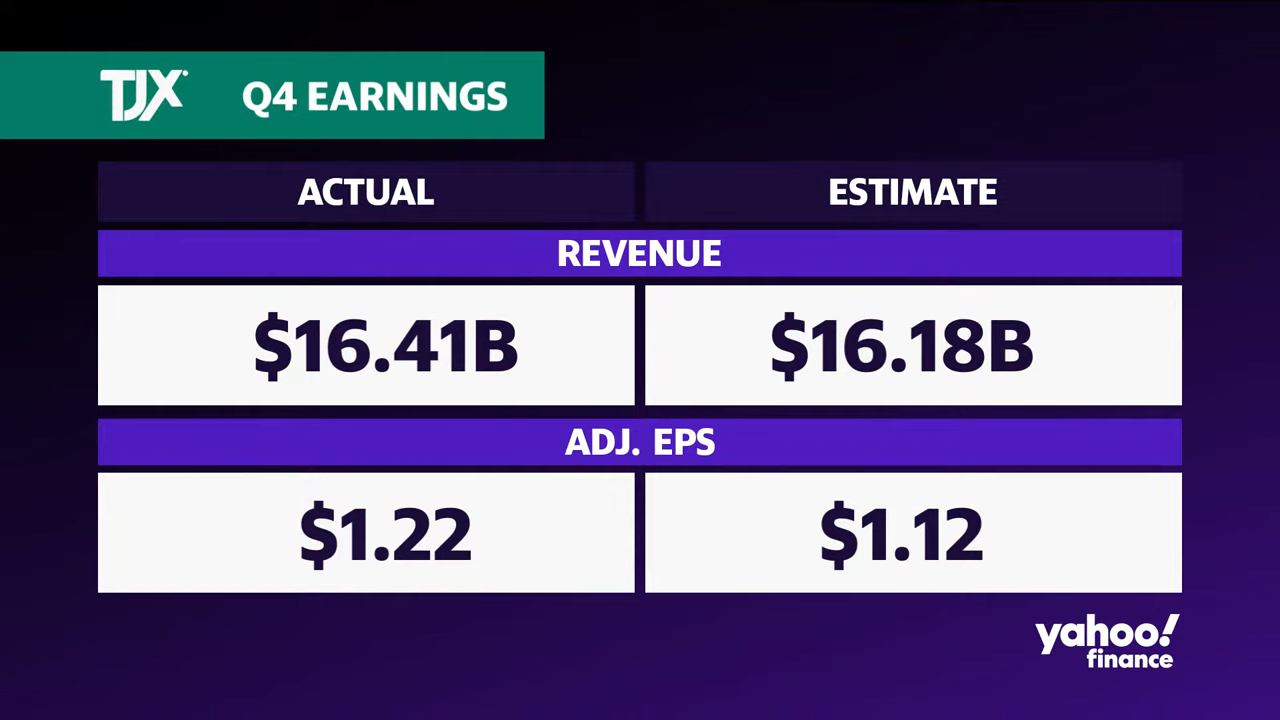 TJX Q4 EARNINGS
ACTUAL ESTIMATE
REVENUE
$16.41B $16.18B
ADJ. EPS
$1.22 $1.12
yahoo!
finance